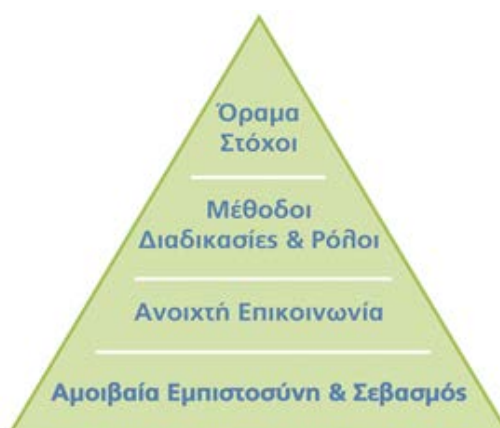 Όραμα
Στόχοι
Μέθοδοι
Διαδικασίες & Ρόλοι
Ανοιχτή Επικοινωνία
Αμοιβαία Εμπιστοσύνη & Σεβασμός